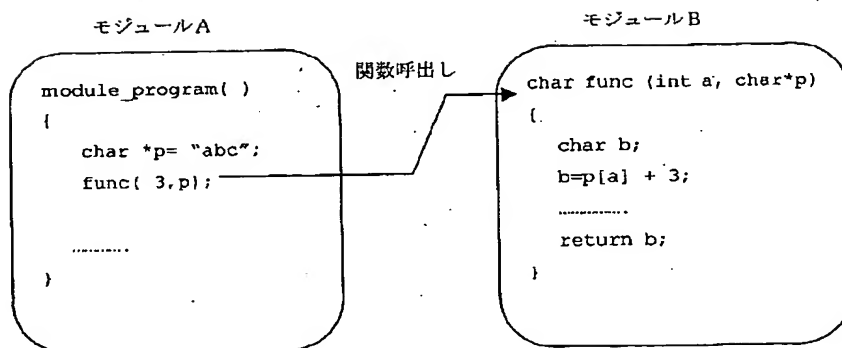 モジュールA
module_program( )
{
char *p= "abc";
func( 3,p);
............
}
関数呼出し
モジュールB
char func (int a, char*p)
{
char b;
b=p[a] + 3;
..............
return b;
}